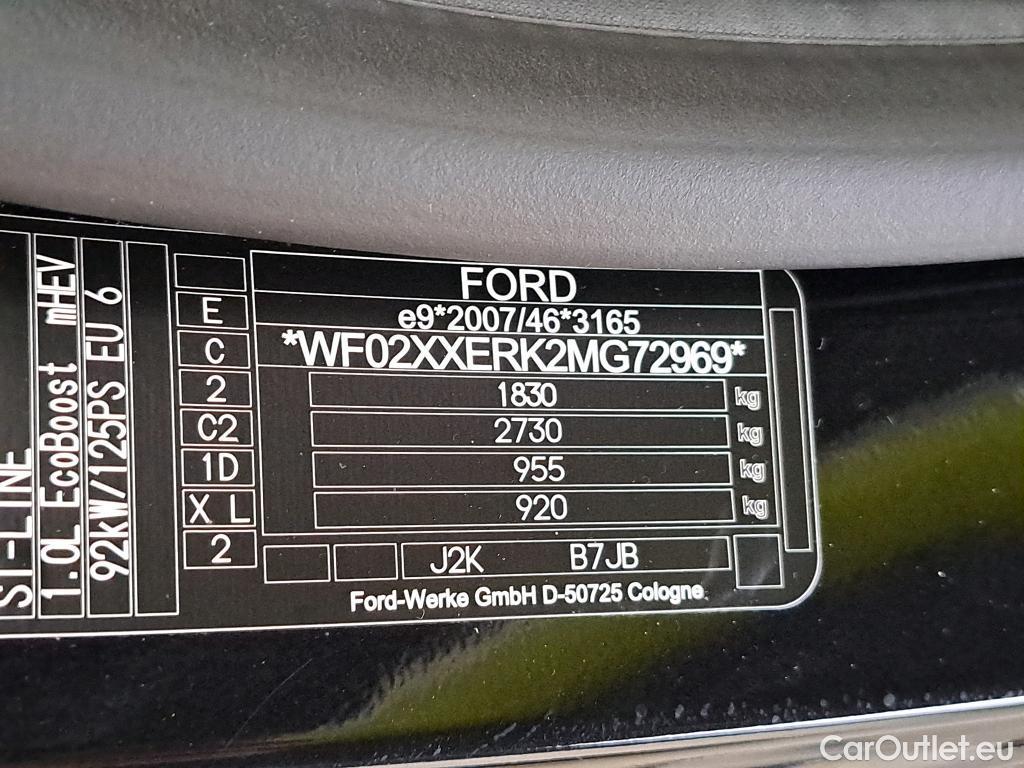 ST-LINE
1.0L EcoBoost mHEV
92kW/125PS EU 6
E
C
2
C2
1D
X L
2
FORD
e9*2007/46*3165
*WF02XXERK2MG72969*
1830 kg
2730 kg
955 kg
920 kg
J2K B7JB
Ford-Werke GmbH D-50725 Cologne
CarOutlet.eu